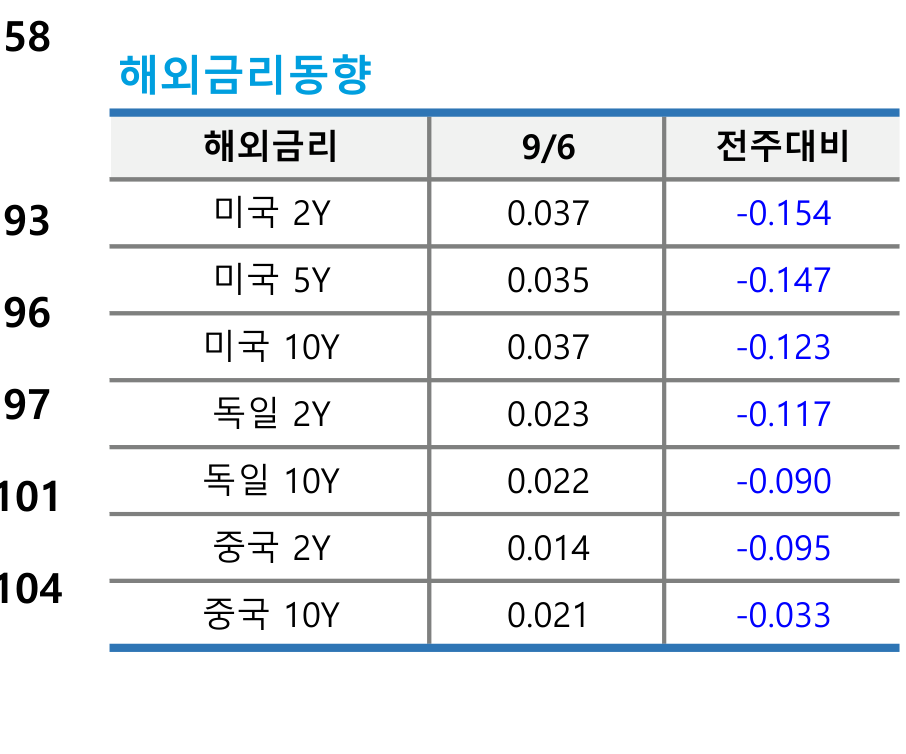 58
해외금리동향
해외금리 9/6 전주대비
93
미국 2Y 0.037 -0.154
미국 5Y 0.035 -0.147
96
미국 10Y 0.037 -0.123
97
독일 2Y 0.023 -0.117
독일 10Y 0.022 -0.090
101
중국 2Y 0.014 -0.095
104
중국 10Y 0.021 -0.033